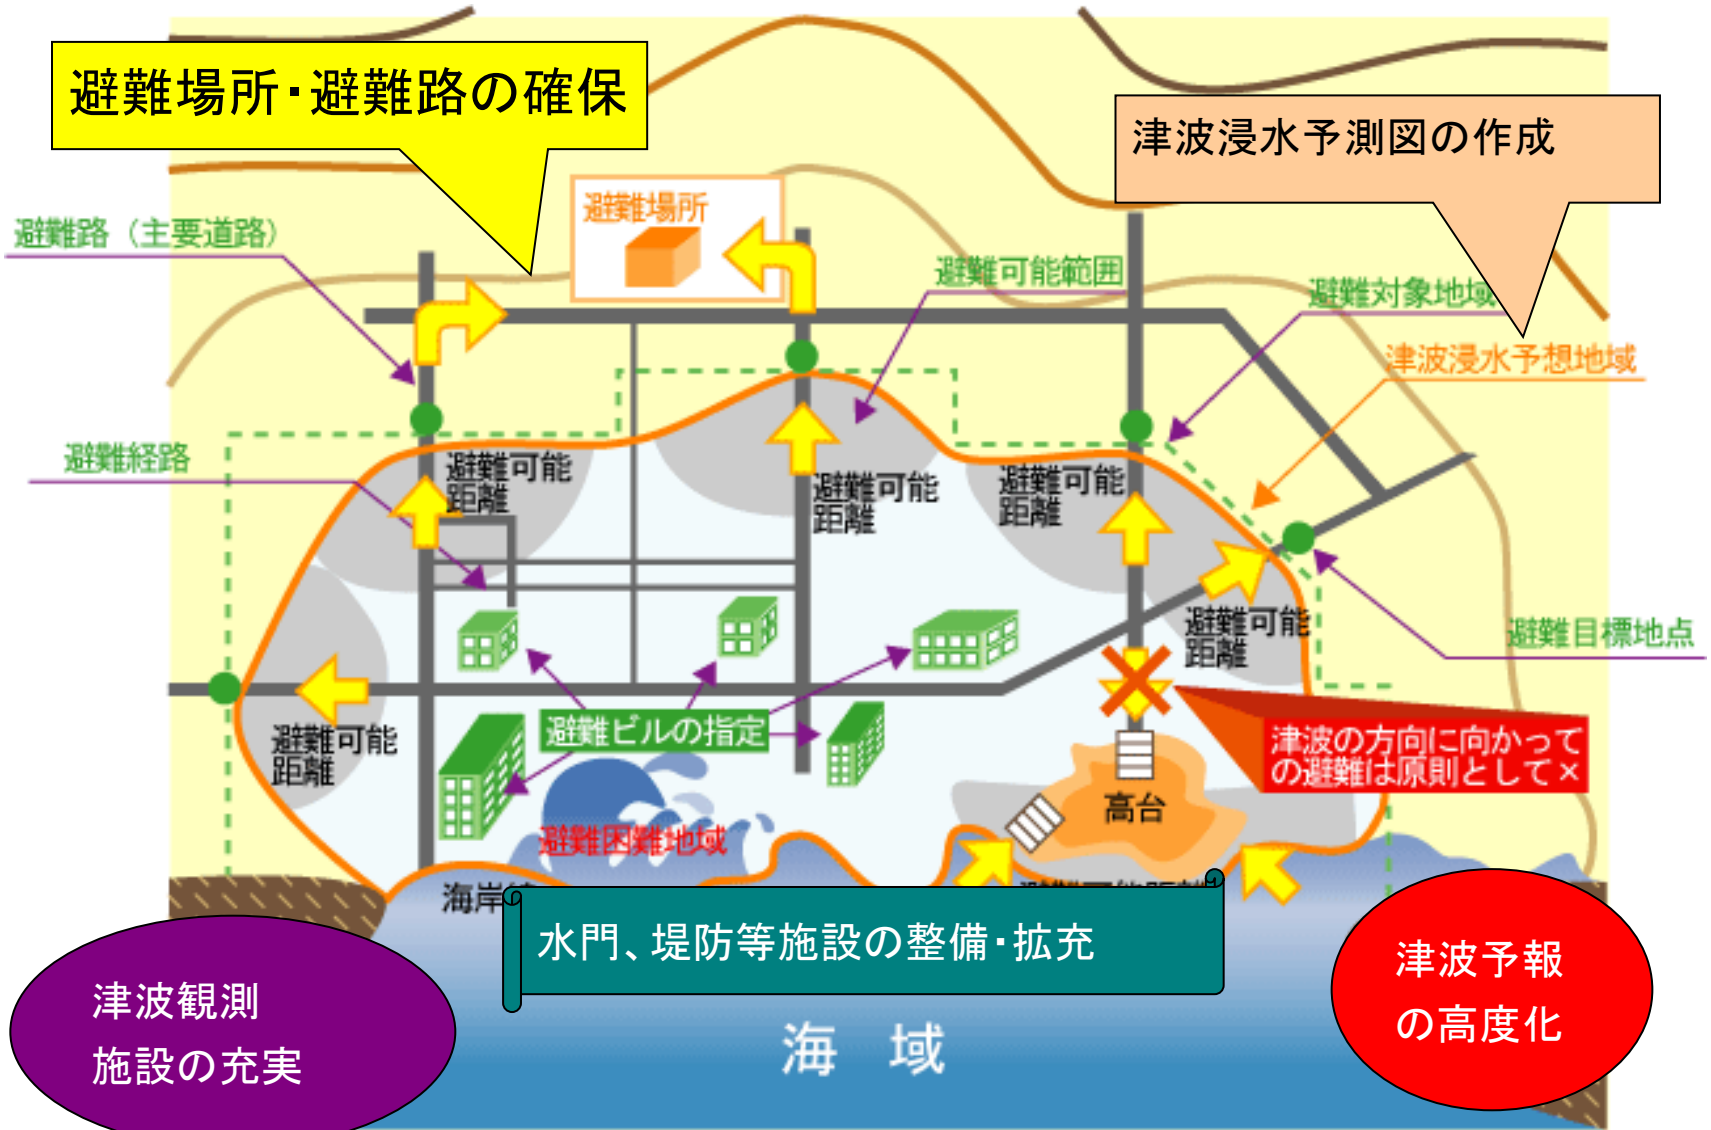 避難場所・避難路の確保
津波浸水予測図の作成
避難場所
避難路（主要道路）
避難可能範囲
避難対象地域
津波浸水予想地域
避難経路
避難可能
距離
避難可能
距離
避難可能
距離
避難可能
距離
避難目標地点
避難ビルの指定
避難可能
距離
津波の方向に向かって
の避難は原則として×
高台
避難困難地域
海岸
水門、堤防等施設の整備・拡充
津波観測
施設の充実
津波予報
の高度化
海 域